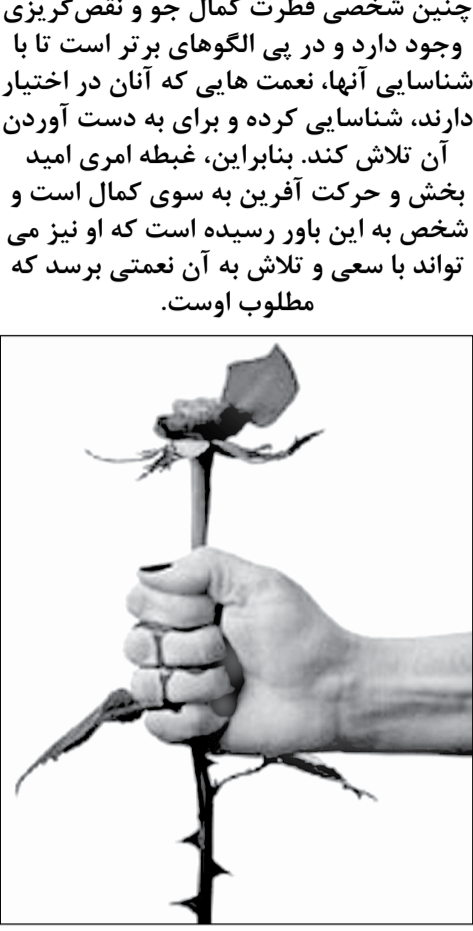 چنین شخصی فطرت کمال جو و نقص‌گریزی
وجود دارد و در پی الگوهای برتر است تا با
شناسایی آنها، نعمت هایی که آنان در اختیار
دارند، شناسایی کرده و برای به دست آوردن
آن تلاش کند. بنابراین، غبطه امری امید
بخش و حرکت آفرین به سوی کمال است و
شخص به این باور رسیده است که او نیز می
تواند با سعی و تلاش به آن نعمتی برسد که
مطلوب اوست.